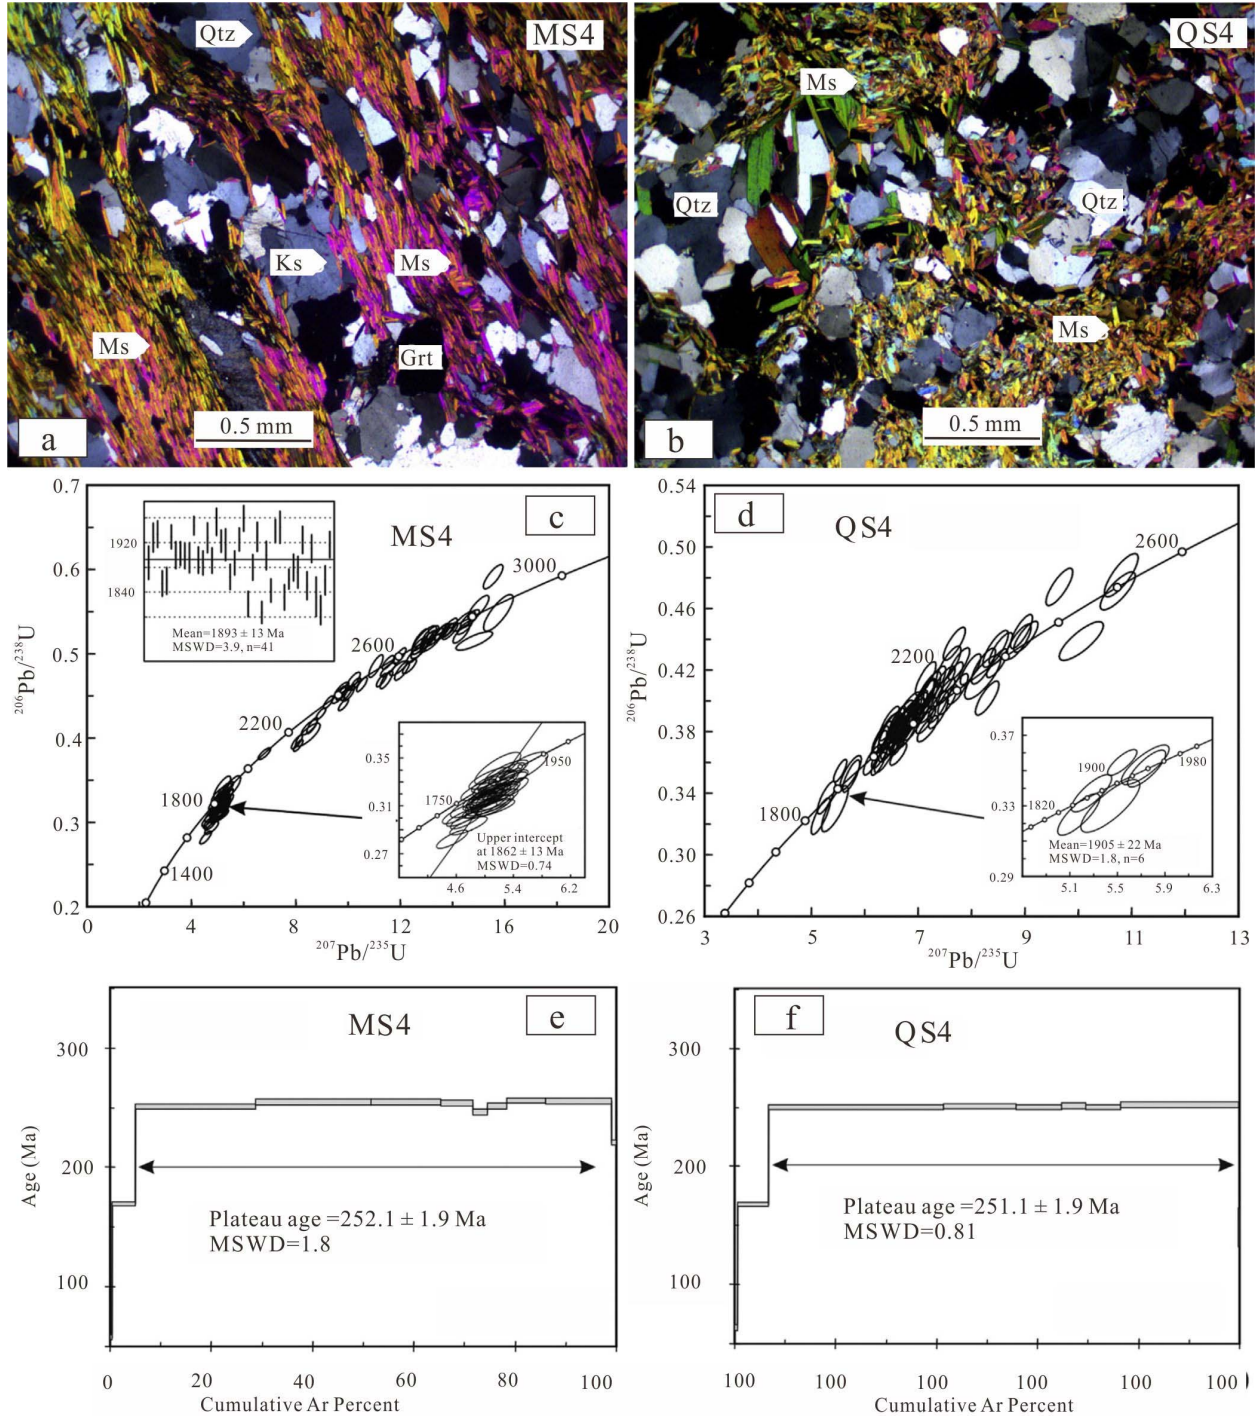 Qtz
MS4
Ks
Ms
Ms
Grt
a
0.5 mm
QS4
Ms
Qtz
Qtz
Ms
b
0.5 mm
0.7
0.6
0.5
0.4
0.3
0.2
²⁰⁶Pb/²³⁸U
c
MS4
1920
1840
Mean=1893 ± 13 Ma
MSWD=3.9, n=41
3000
2600
2200
1800
1400
0.35
0.31
0.27
1950
1750
Upper intercept
at 1862 ± 13 Ma
MSWD=0.74
4.6 5.4 6.2
0 4 8 12 16 20
²⁰⁷Pb/²³⁵U
0.54
0.50
0.46
0.42
0.38
0.34
0.30
0.26
²⁰⁶Pb/²³⁸U
d
QS4
2600
2200
1800
0.37
0.33
0.29
1900
1980
1820
Mean=1905 ± 22 Ma
MSWD=1.8, n=6
5.1 5.5 5.9 6.3
3 5 7 9 11 13
²⁰⁷Pb/²³⁵U
MS4
e
300
200
100
Age (Ma)
Plateau age =252.1 ± 1.9 Ma
MSWD=1.8
0 20 40 60 80 100
Cumulative Ar Percent
f
QS4
300
200
100
Age (Ma)
Plateau age =251.1 ± 1.9 Ma
MSWD=0.81
100 100 100 100 100 100 )
Cumulative Ar Percent